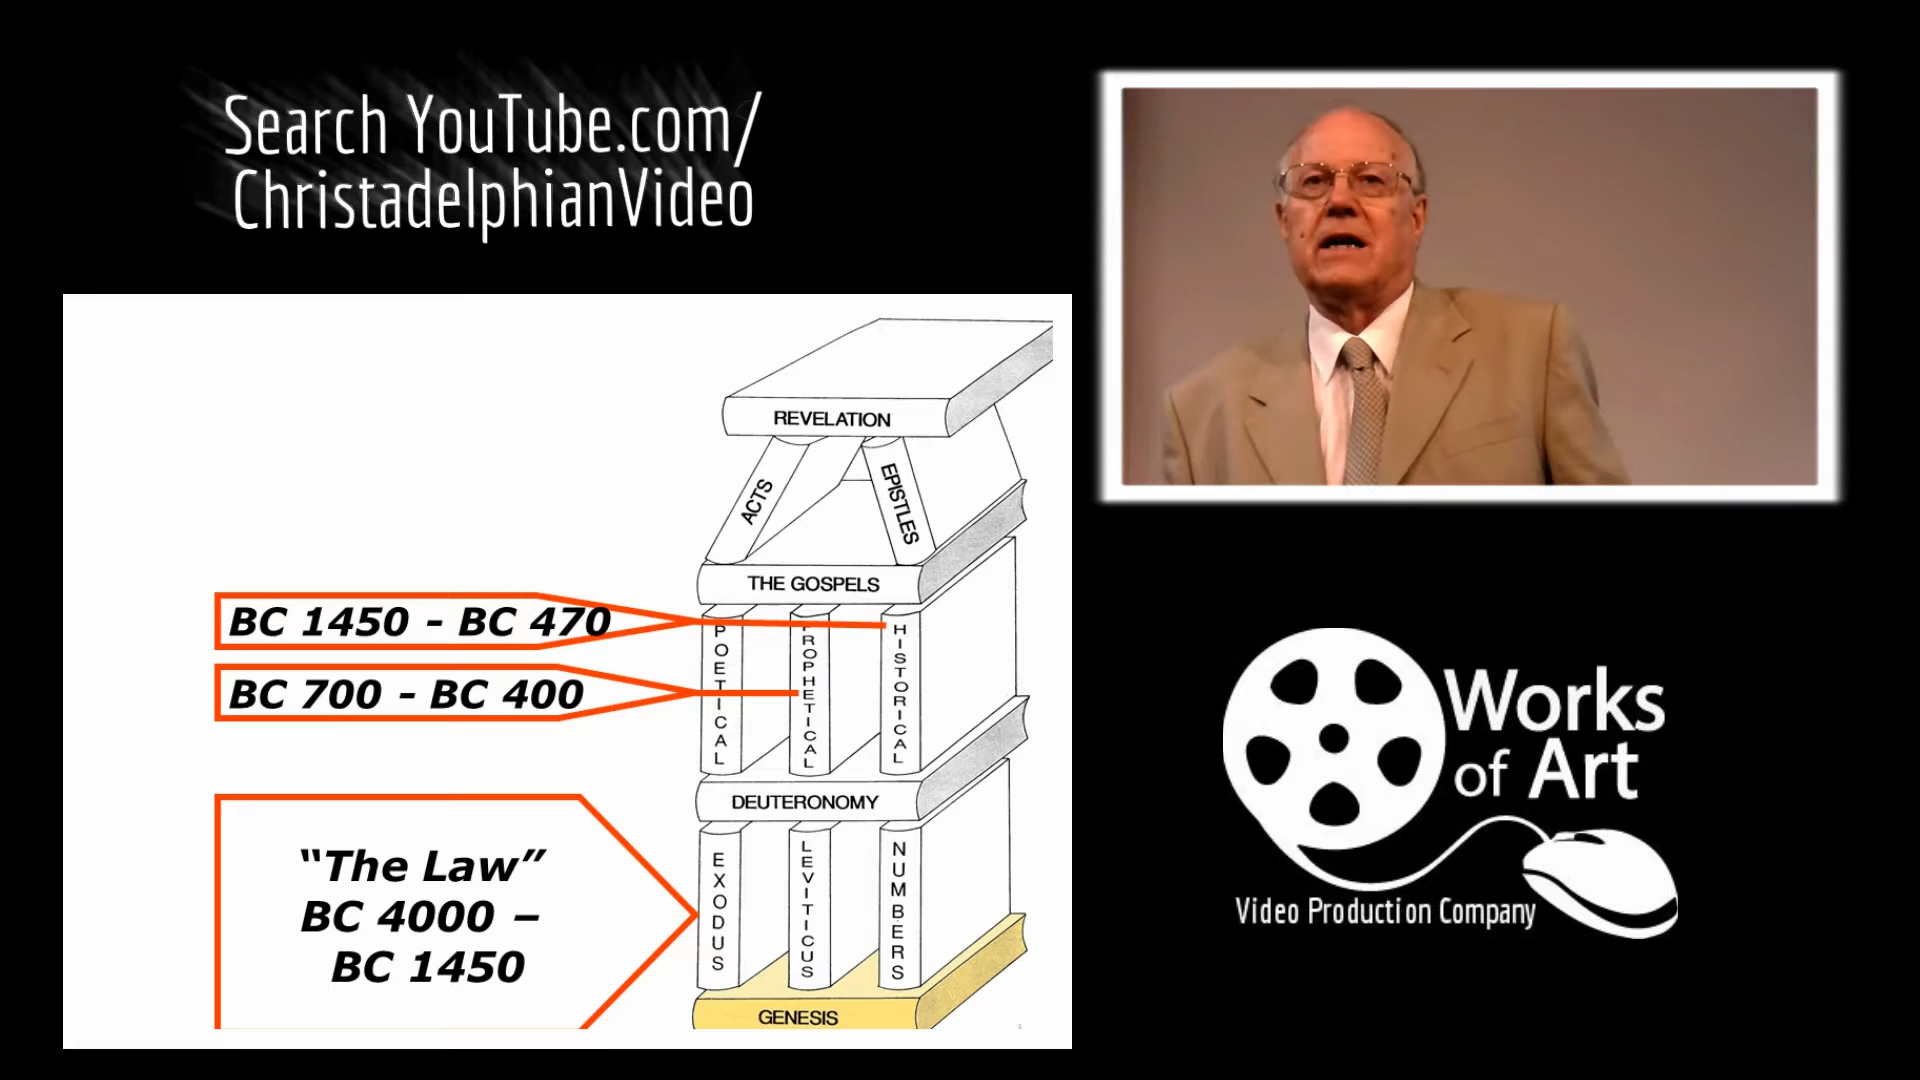 Search YouTube.com/
ChristadelphianVideo
REVELATION
ACTS
EPISTLES
THE GOSPELS
BC 1450 - BC 470
BC 700 – BC 400
POETICAL
PROPHETICAL
HISTORICAL
DEUTERONOMY
“The Law”
BC 4000 –
BC 1450
EXODUS
LEVITICUS
NUMBERS
GENESIS
3
Works
of Art
Video Production Company